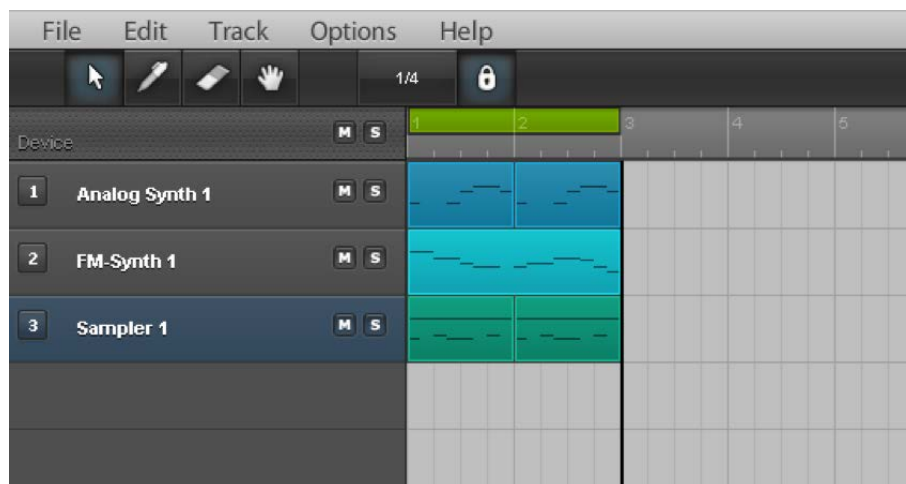 File Edit Track Options Help
1/4
Device M S 1 2 3 4 5
1 Analog Synth 1 M S
2 FM-Synth 1 M S
3 Sampler 1 M S